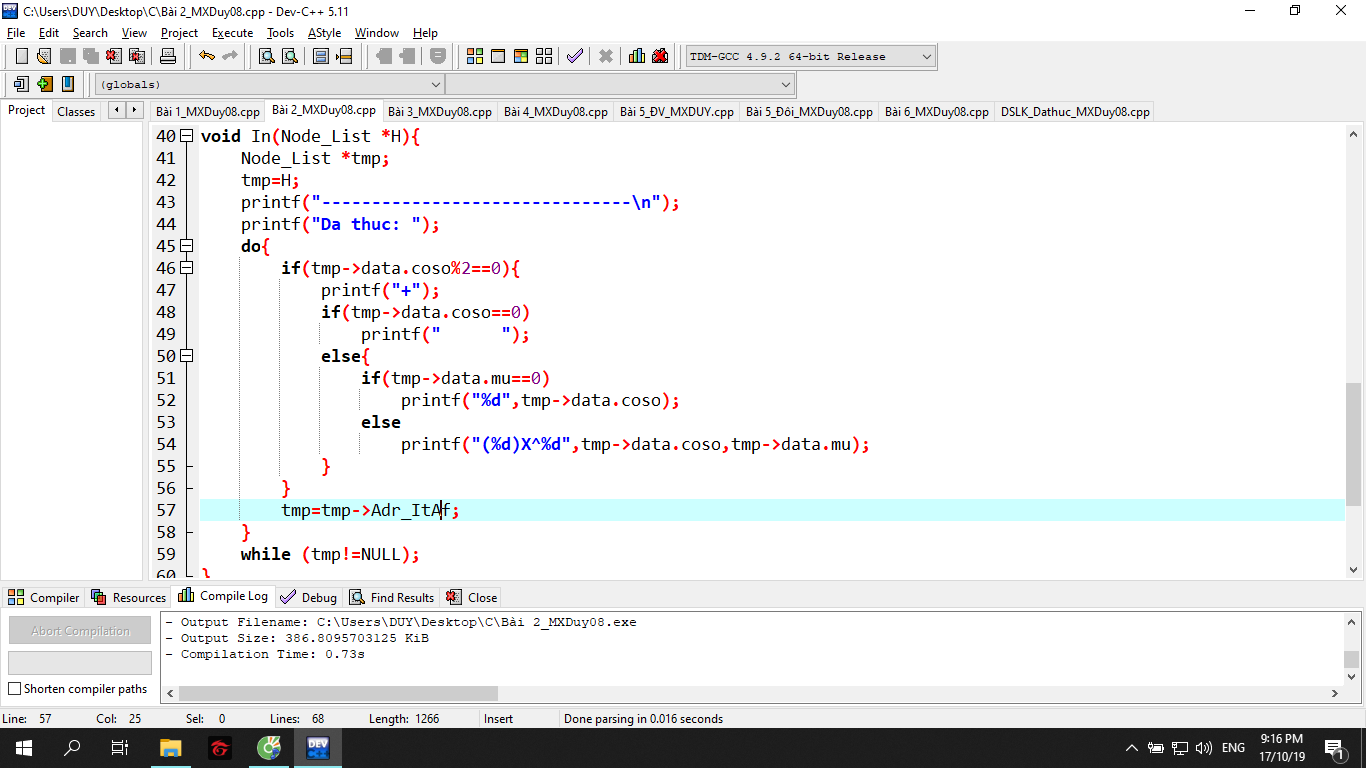 C:\Users\DUY\Desktop\C\Bài 2_MXDuy08.cpp - Dev-C++ 5.11
File Edit Search View Project Execute Tools AStyle Window Help
TDM-GCC 4.9.2 64-bit Release
(globals)
Project Classes Bài 1_MXDuy08.cpp Bài 2_MXDuy08.cpp Bài 3_MXDuy08.cpp Bài 4_MXDuy08.cpp Bài 5_ĐV_MXDUY.cpp Bài 5_Đôi_MXDuy08.cpp Bài 6_MXDuy08.cpp DSLK_Dathuc_MXDuy08.cpp
40 void In(Node_List *H){
41 Node_List *tmp;
42 tmp=H;
43 printf("-------------------------------\n");
44 printf("Da thuc: ");
45 do{
46 if(tmp->data.coso%2==0){
47 printf("+");
48 if(tmp->data.coso==0)
49 printf("      ");
50 else{
51 if(tmp->data.mu==0)
52 printf("%d",tmp->data.coso);
53 else
54 printf("(%d)X^%d",tmp->data.coso,tmp->data.mu);
55 }
56 }
57 tmp=tmp->Adr_ItAf;
58 }
59 while (tmp!=NULL);
60 }
Compiler Resources Compile Log Debug Find Results Close
Abort Compilation
Shorten compiler paths
- Output Filename: C:\Users\DUY\Desktop\C\Bài 2_MXDuy08.exe
- Output Size: 386.8095703125 KiB
- Compilation Time: 0.73s
Line: 57 Col: 25 Sel: 0 Lines: 68 Length: 1266 Insert Done parsing in 0.016 seconds
DEV C++
ENG
9:16 PM
17/10/19
1